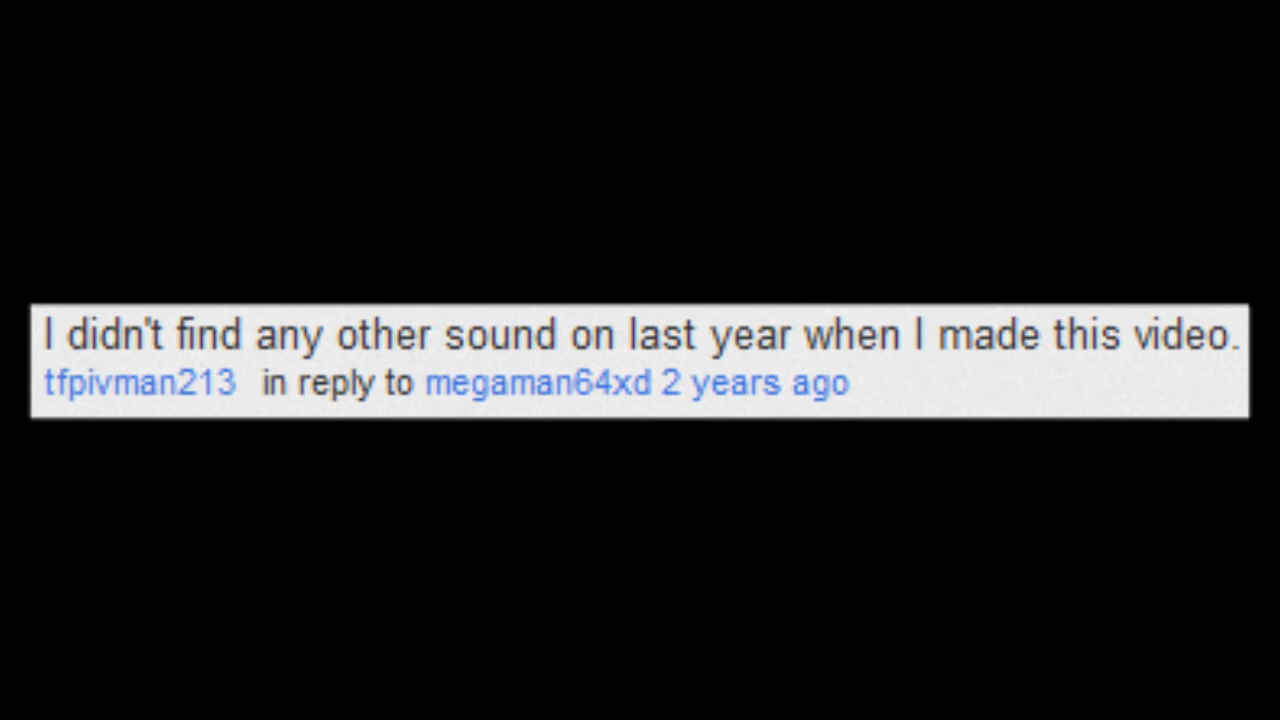 I didn't find any other sound on last year when I made this video.
tfpivman213 in reply to megaman64xd 2 years ago